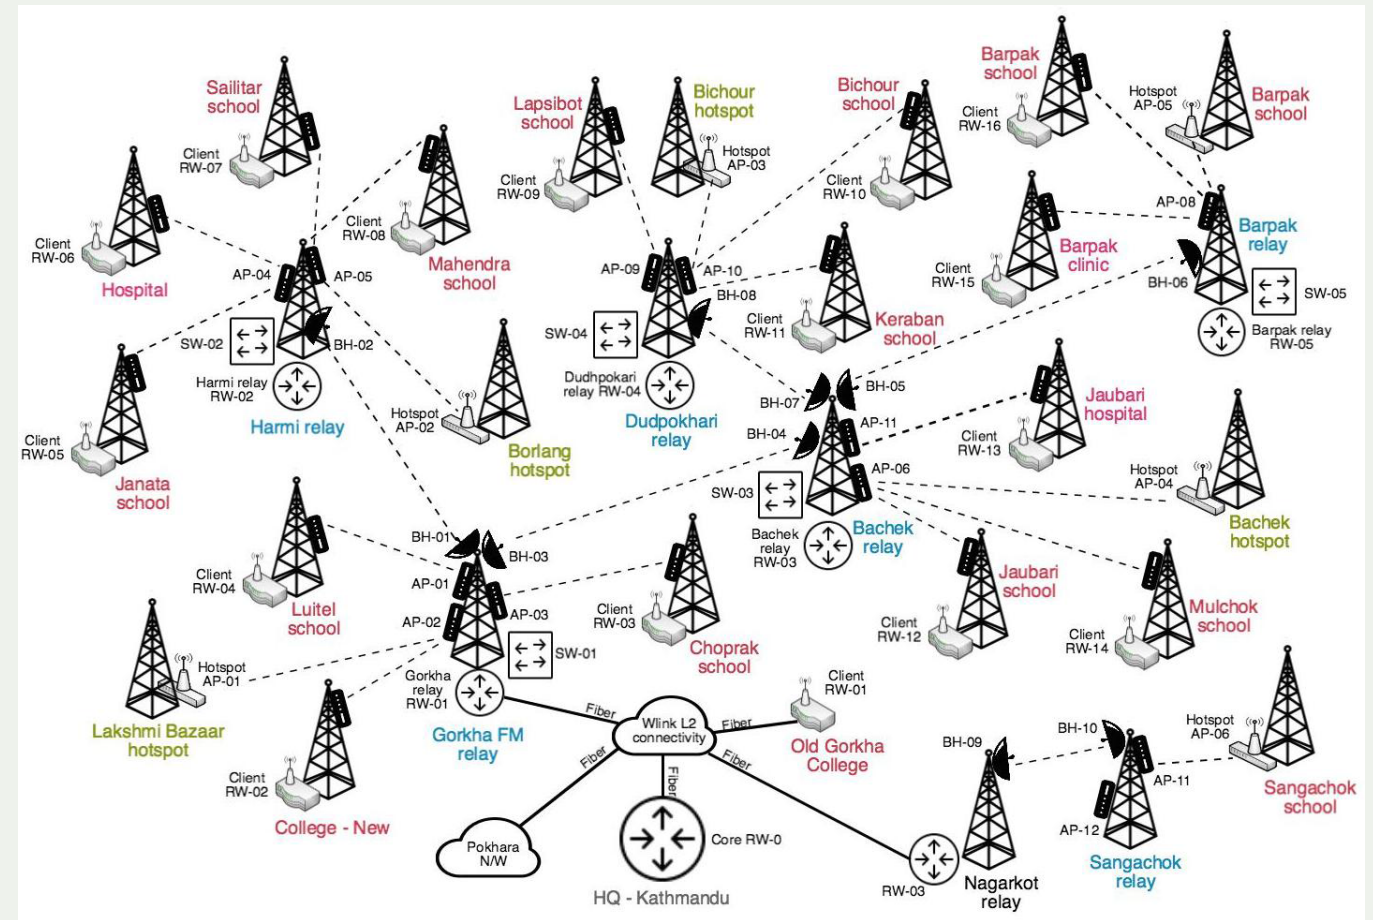 Sailitar
school
Client
RW-07
Hospital
Client
RW-06
Client
RW-08
Mahendra
school
AP-04
AP-05
SW-02
BH-02
Harmi relay
RW-02
Harmi relay
Client
RW-05
Janata
school
Lapsibot
school
Client
RW-09
Bichour
hotspot
Hotspot
AP-03
Bichour
school
Client
RW-10
AP-09
AP-10
BH-08
SW-04
Dudhpokari
relay RW-04
Dudpokhari
relay
Client
RW-11
Keraban
school
Barpak
school
Client
RW-16
Hotspot
AP-05
Barpak
school
AP-08
Barpak
relay
Barpak
clinic
Client
RW-15
BH-06
SW-05
Barpak relay
RW-05
Hotspot
AP-02
Borlang
hotspot
BH-07
BH-05
BH-04
AP-11
AP-06
SW-03
Bachek
relay
RW-03
Bachek
relay
Jaubari
hospital
Client
RW-13
Hotspot
AP-04
Bachek
hotspot
Jaubari
school
Client
RW-12
Mulchok
school
Client
RW-14
Client
RW-04
Luitel
school
BH-01
BH-03
AP-01
AP-02
AP-03
SW-01
Gorkha
relay
RW-01
Gorkha FM
relay
Client
RW-03
Choprak
school
Hotspot
AP-01
Lakshmi Bazaar
hotspot
Client
RW-02
College - New
Fiber
Wlink L2
connectivity
Fiber
Client
RW-01
Old Gorkha
College
Fiber
Fiber
Fiber
Pokhara
N/W
Core RW-0
HQ - Kathmandu
BH-09
RW-03
Nagarkot
relay
BH-10
AP-11
AP-12
Sangachok
relay
Hotspot
AP-06
Sangachok
school